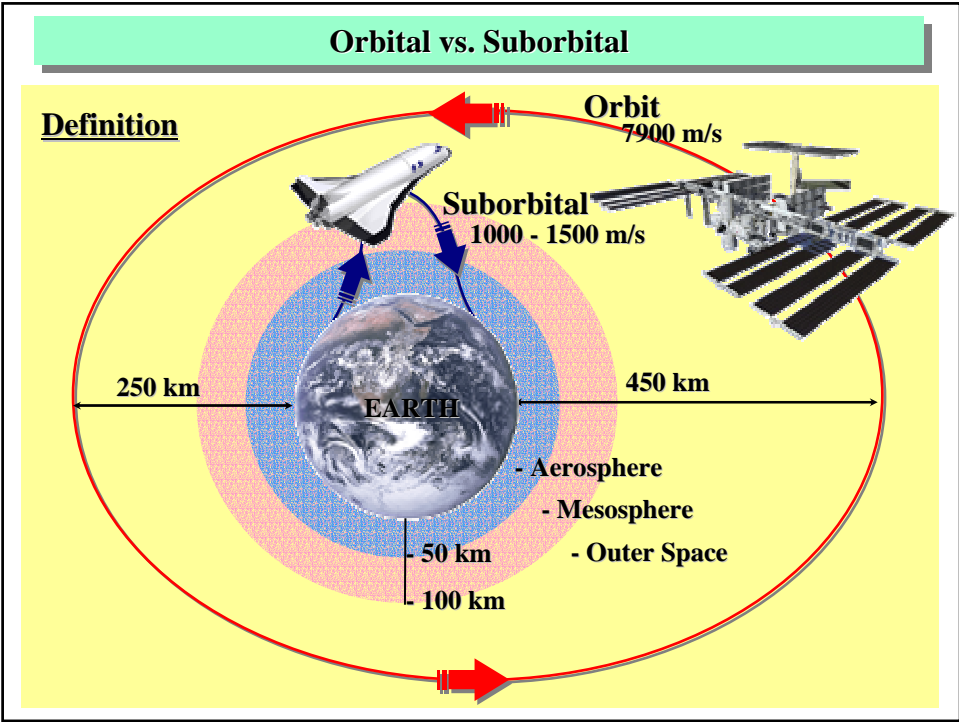 Orbital vs. Suborbital
Definition
Orbit
7900 m/s
Suborbital
1000 - 1500 m/s
250 km
450 km
EARTH
- Aerosphere
- Mesosphere
- Outer Space
- 50 km
- 100 km